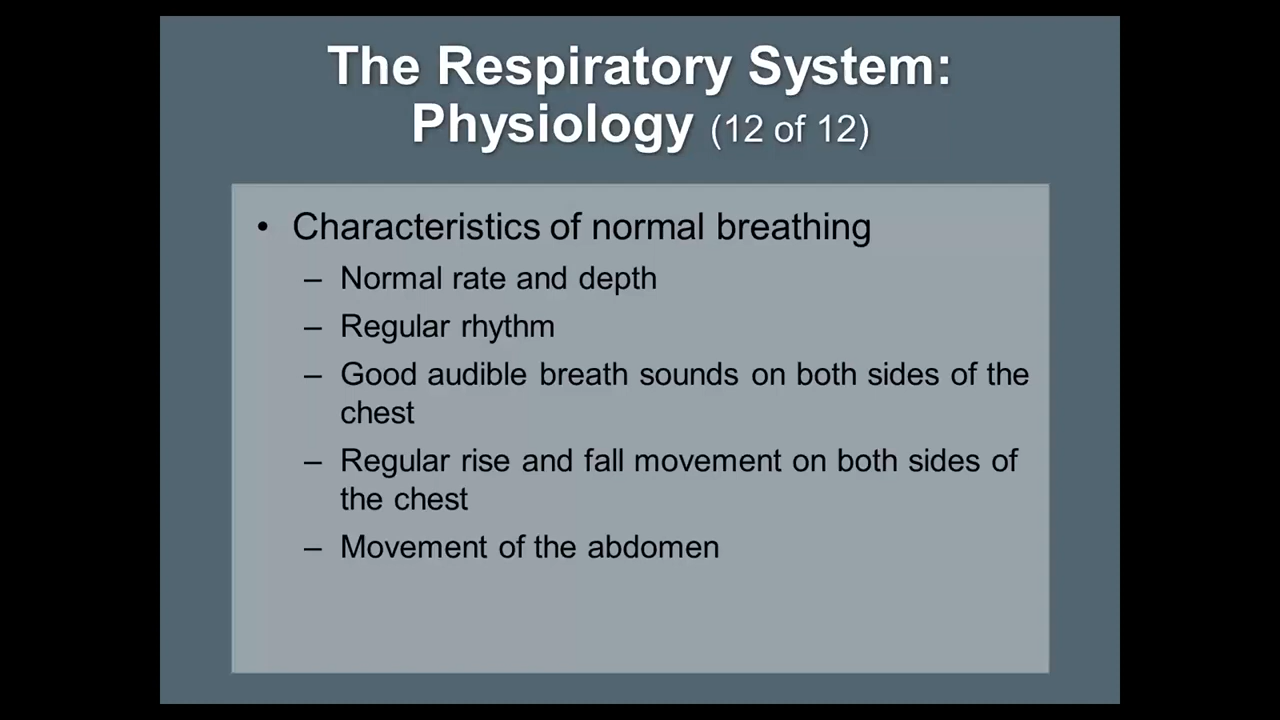 The Respiratory System:
Physiology (12 of 12)
• Characteristics of normal breathing
– Normal rate and depth
– Regular rhythm
– Good audible breath sounds on both sides of the
chest
– Regular rise and fall movement on both sides of
the chest
– Movement of the abdomen